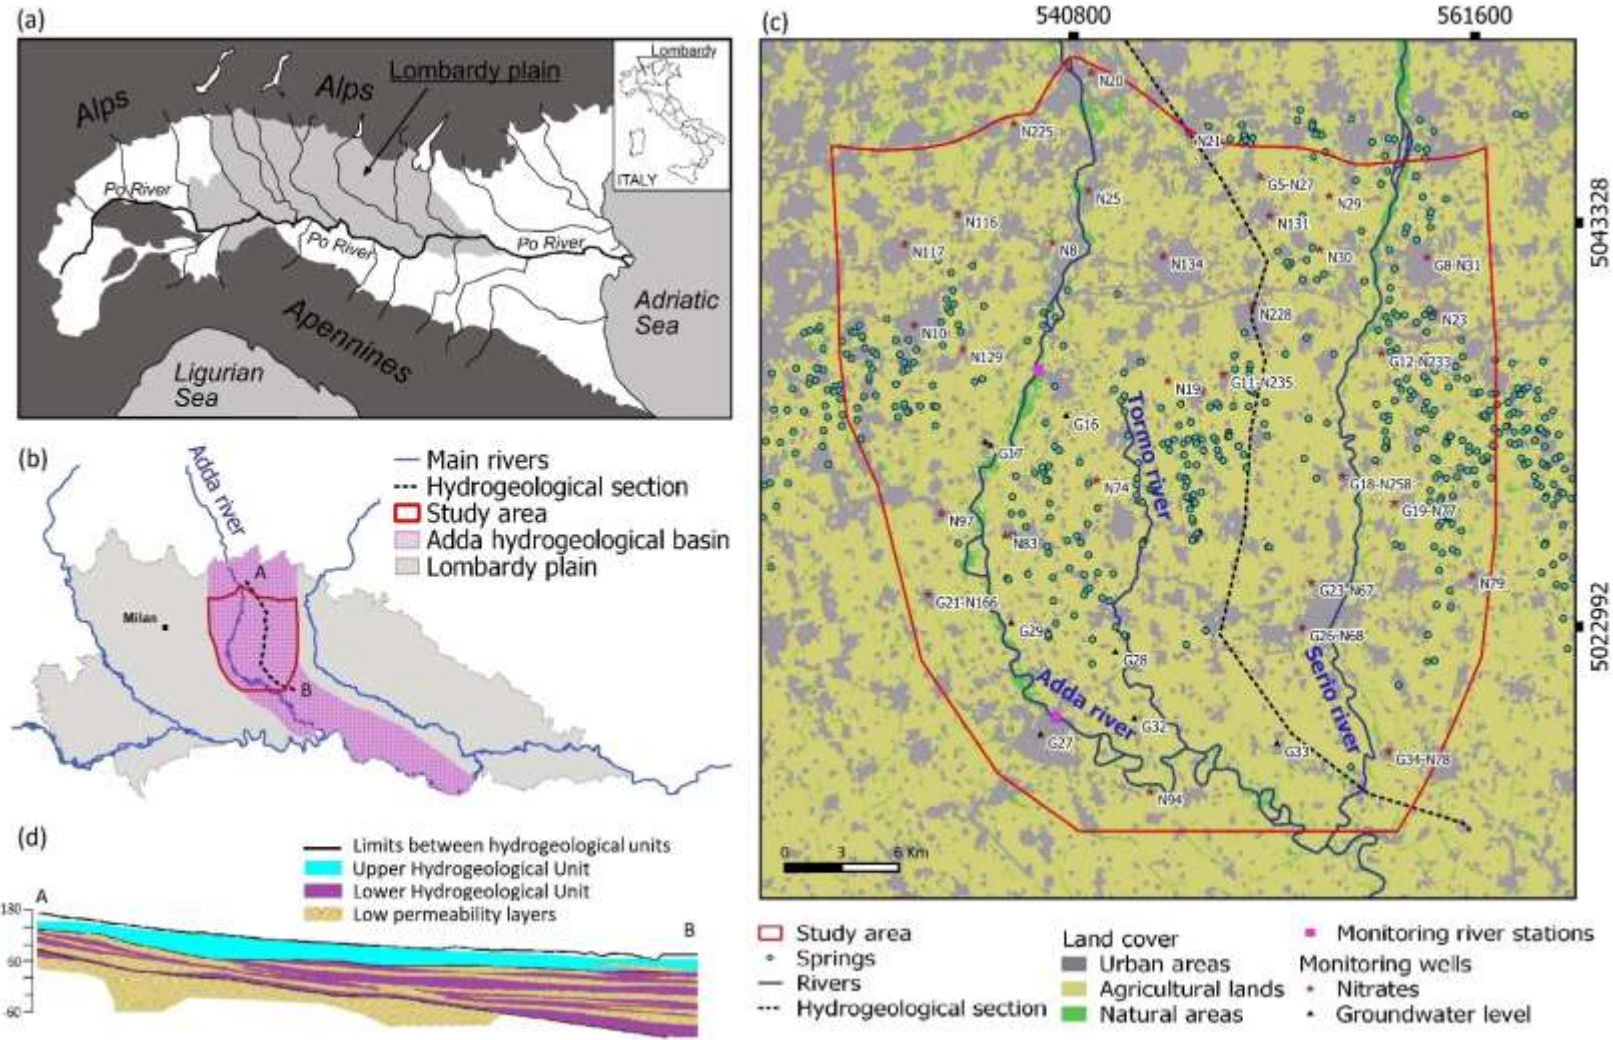 (a)
Alps
Alps
Lombardy plain
Lombardy
ITALY
Po River
Po River
Po River
Apennines
Adriatic
Sea
Ligurian
Sea
(b)
Adda river
Milan
A
B
Main rivers
Hydrogeological section
Study area
Adda hydrogeological basin
Lombardy plain
(c)
540800
561600
5043328
5022992
N20
N225
N21
G5-N27
N29
N25
N116
N131
N117
N8
N134
N30
G8-N31
N228
N23
N10
N129
G12-N233
N19
G11-N235
G16
Tormo river
G17
N74
G18-N258
G19-N77
N97
N83
G23-N67
N79
G21-N166
G29
G26-N68
G28
Serio river
Adda river
G32
G27
G33
G34-N78
N94
0 3 6 Km
Study area
Springs
Rivers
Hydrogeological section
Land cover
Urban areas
Agricultural lands
Natural areas
Monitoring river stations
Monitoring wells
Nitrates
Groundwater level
(d)
Limits between hydrogeological units
Upper Hydrogeological Unit
Lower Hydrogeological Unit
Low permeability layers
A
B
180
60
-60